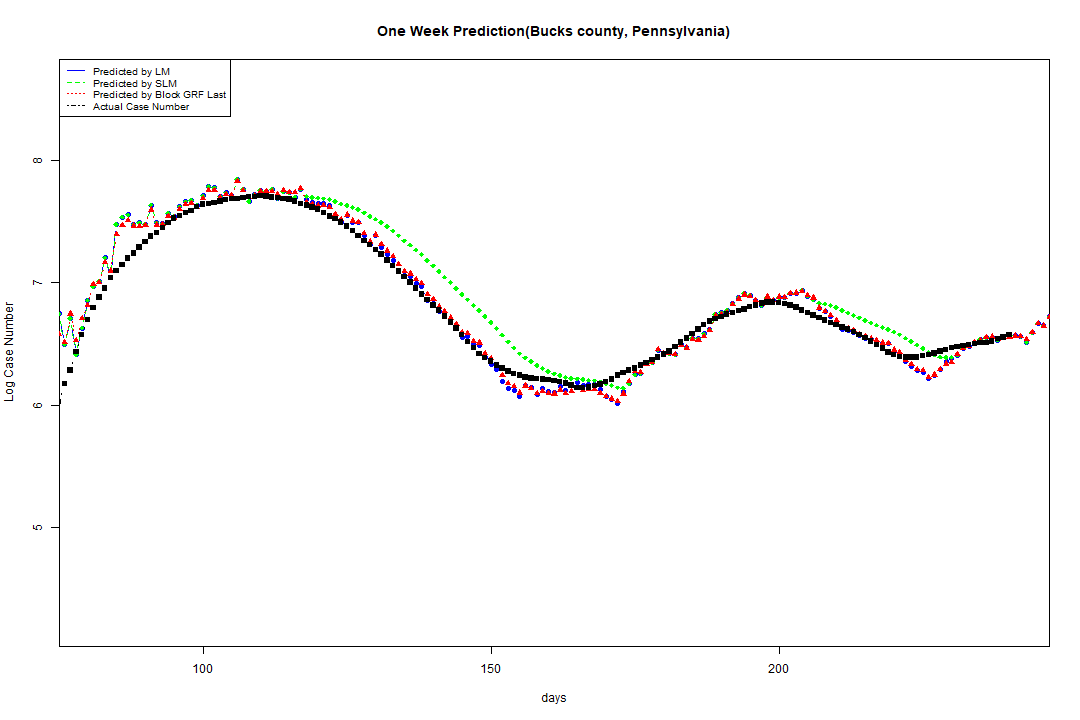 One Week Prediction(Bucks county, Pennsylvania)
Predicted by LM
Predicted by SLM
Predicted by Block GRF Last
Actual Case Number
8
7
6
5
Log Case Number
100 150 200
days